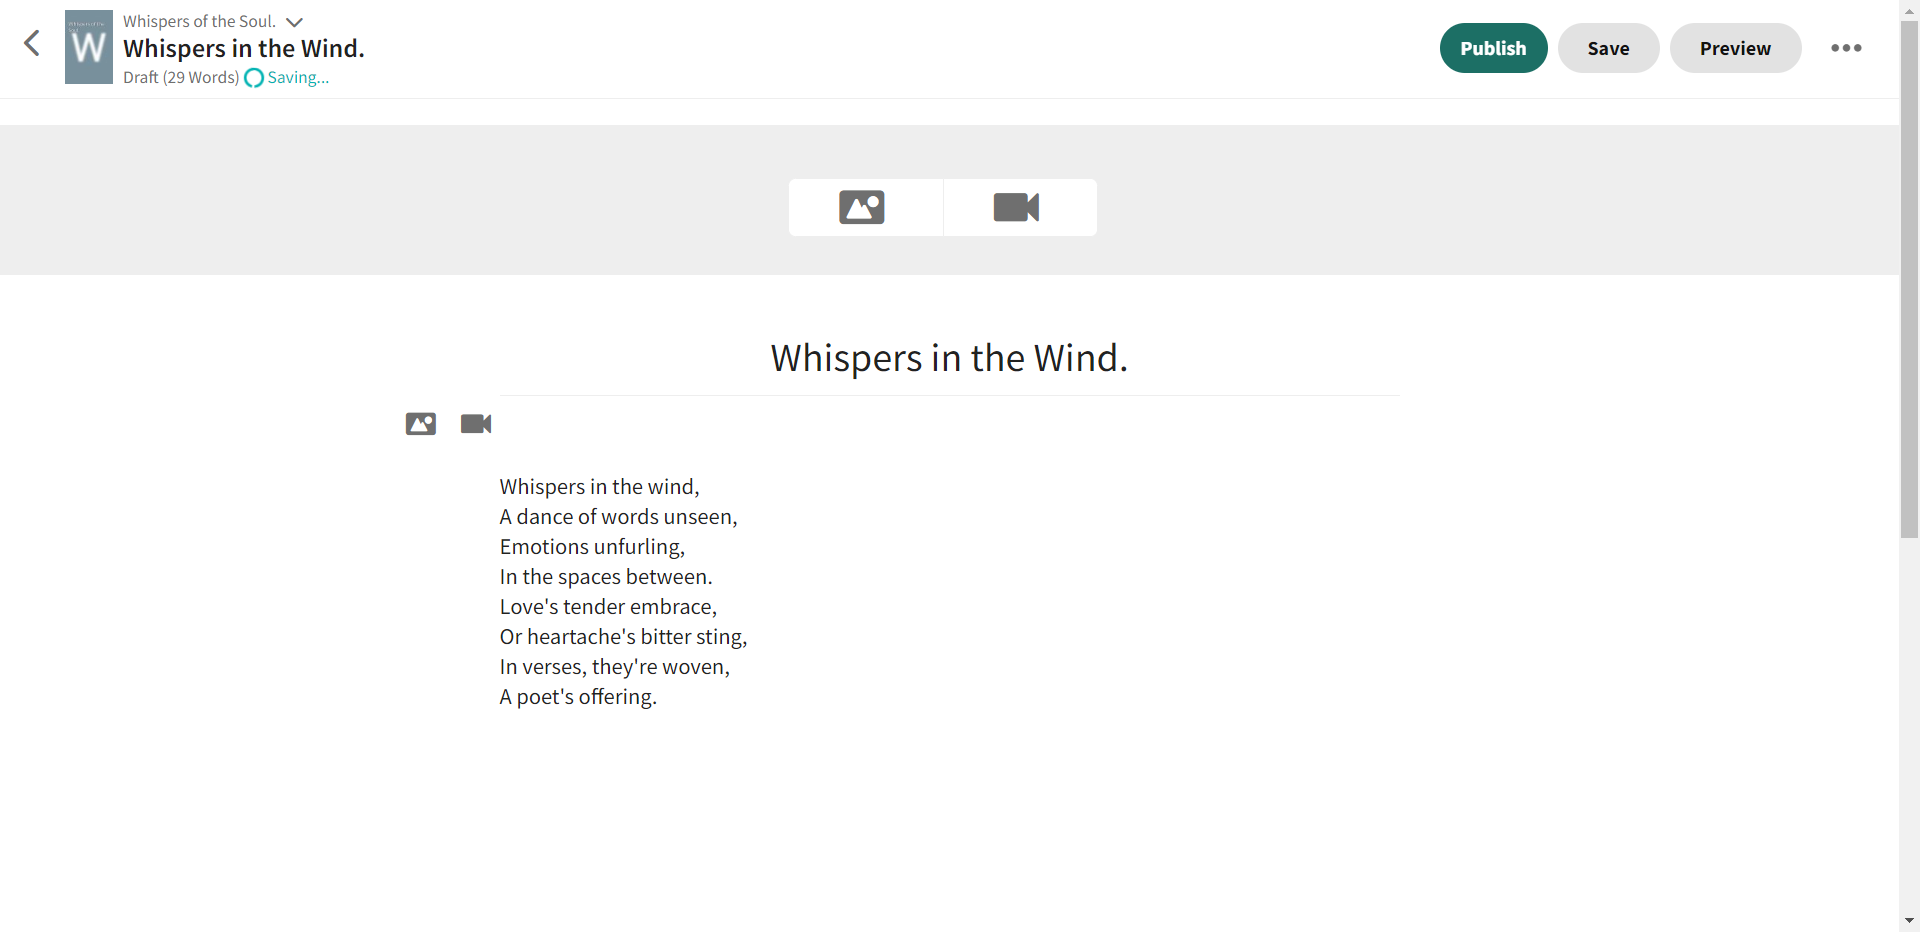 Whispers of the Soul.
Whispers in the Wind.
Draft (29 Words) Saving...
W
Publish
Save
Preview
Whispers in the Wind.
Whispers in the wind,
A dance of words unseen,
Emotions unfurling,
In the spaces between.
Love's tender embrace,
Or heartache's bitter sting,
In verses, they're woven,
A poet's offering.